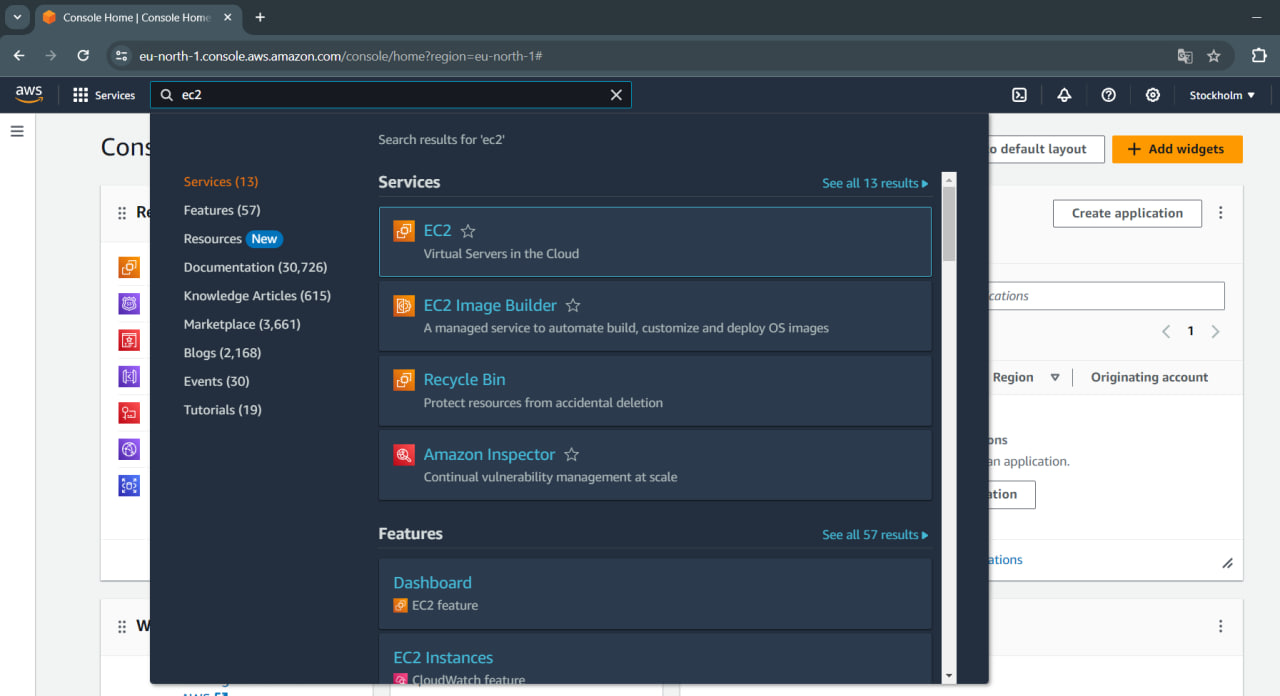 Console Home | Console Home
eu-north-1.console.aws.amazon.com/console/home?region=eu-north-1#
aws
Services
ec2
Stockholm
Search results for 'ec2'
Services (13)
Features (57)
Resources New
Documentation (30,726)
Knowledge Articles (615)
Marketplace (3,661)
Blogs (2,168)
Events (30)
Tutorials (19)
Services
See all 13 results
EC2
Virtual Servers in the Cloud
EC2 Image Builder
A managed service to automate build, customize and deploy OS images
Recycle Bin
Protect resources from accidental deletion
Amazon Inspector
Continual vulnerability management at scale
Features
See all 57 results
Dashboard
EC2 feature
EC2 Instances
CloudWatch feature
Cons
o default layout
Add widgets
Re
Create application
cations
1
Region
Originating account
ons
an application.
ation
ations
W
AWS